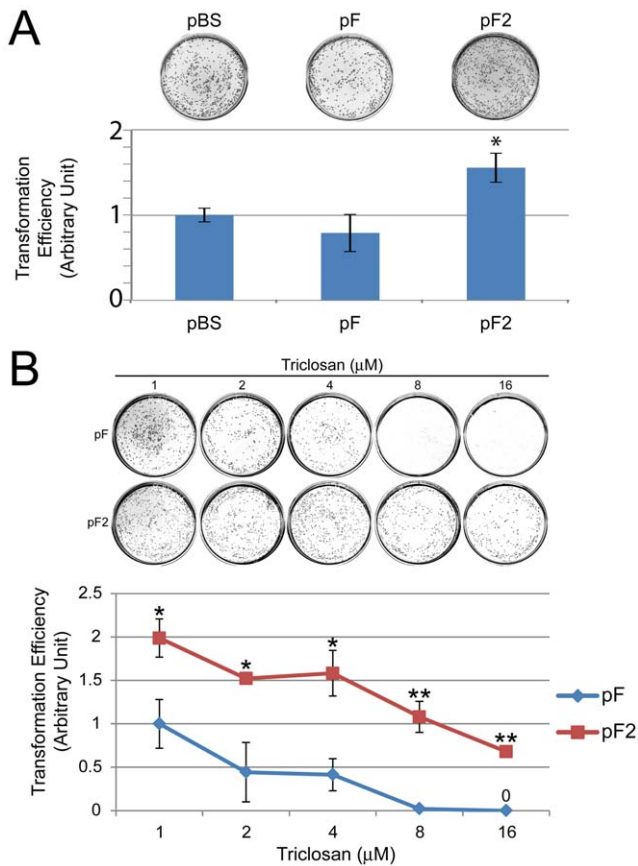 A
pBS pF pF2
Transformation
Efficiency
(Arbitrary Unit)
2
1
0
*
pBS pF pF2
B
Triclosan (μM)
1 2 4 8 16
pF
pF2
Transformation Efficiency
(Arbitrary Unit)
2.5
2
1.5
1
0.5
0
* * * ** **
0
pF
pF2
1 2 4 8 16
Triclosan (μM)